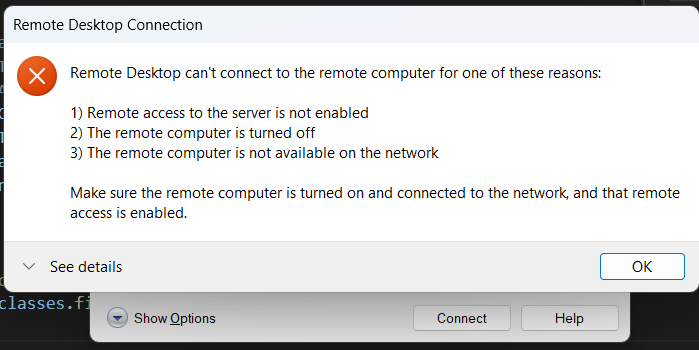 Remote Desktop Connection
Remote Desktop can't connect to the remote computer for one of these reasons:
1) Remote access to the server is not enabled
2) The remote computer is turned off
3) The remote computer is not available on the network
Make sure the remote computer is turned on and connected to the network, and that remote
access is enabled.
See details
OK
classes.fi
Show Options
Connect
Help